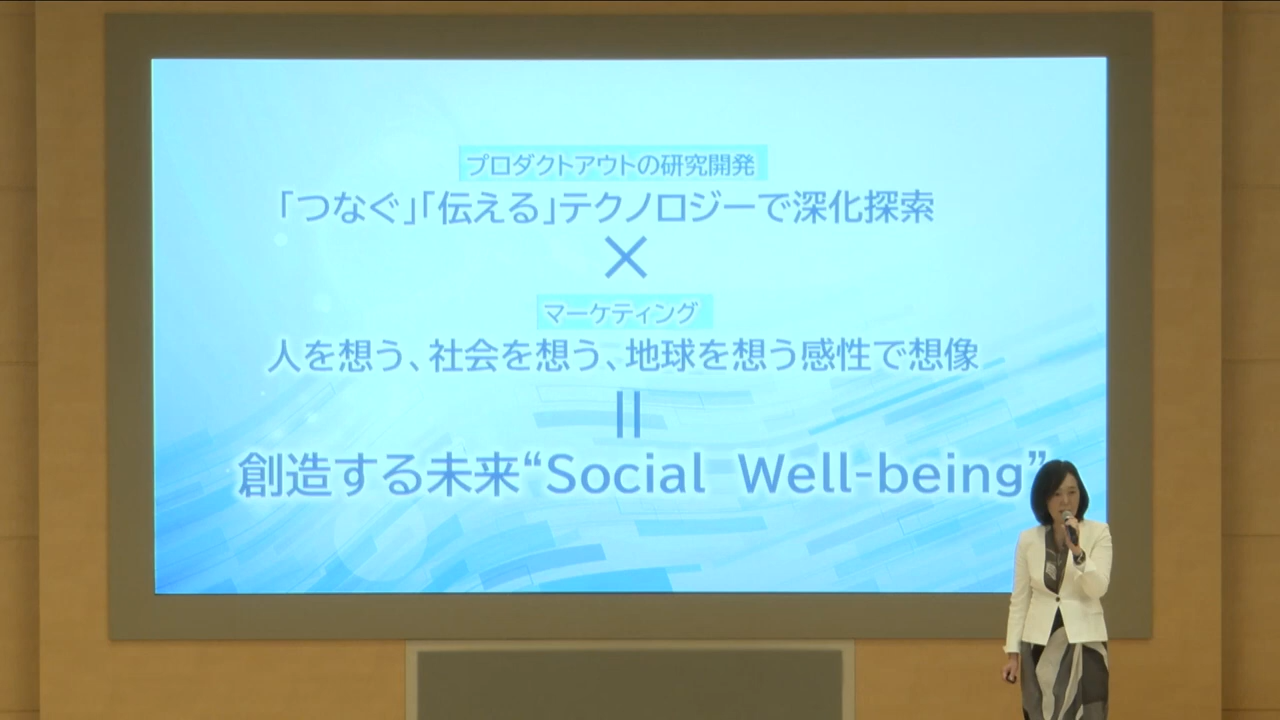 プロダクトアウトの研究開発
「つなぐ」「伝える」テクノロジーで深化探索
×
マーケティング
人を想う、社会を想う、地球を想う感性で想像
||
創造する未来“Social Well-being”